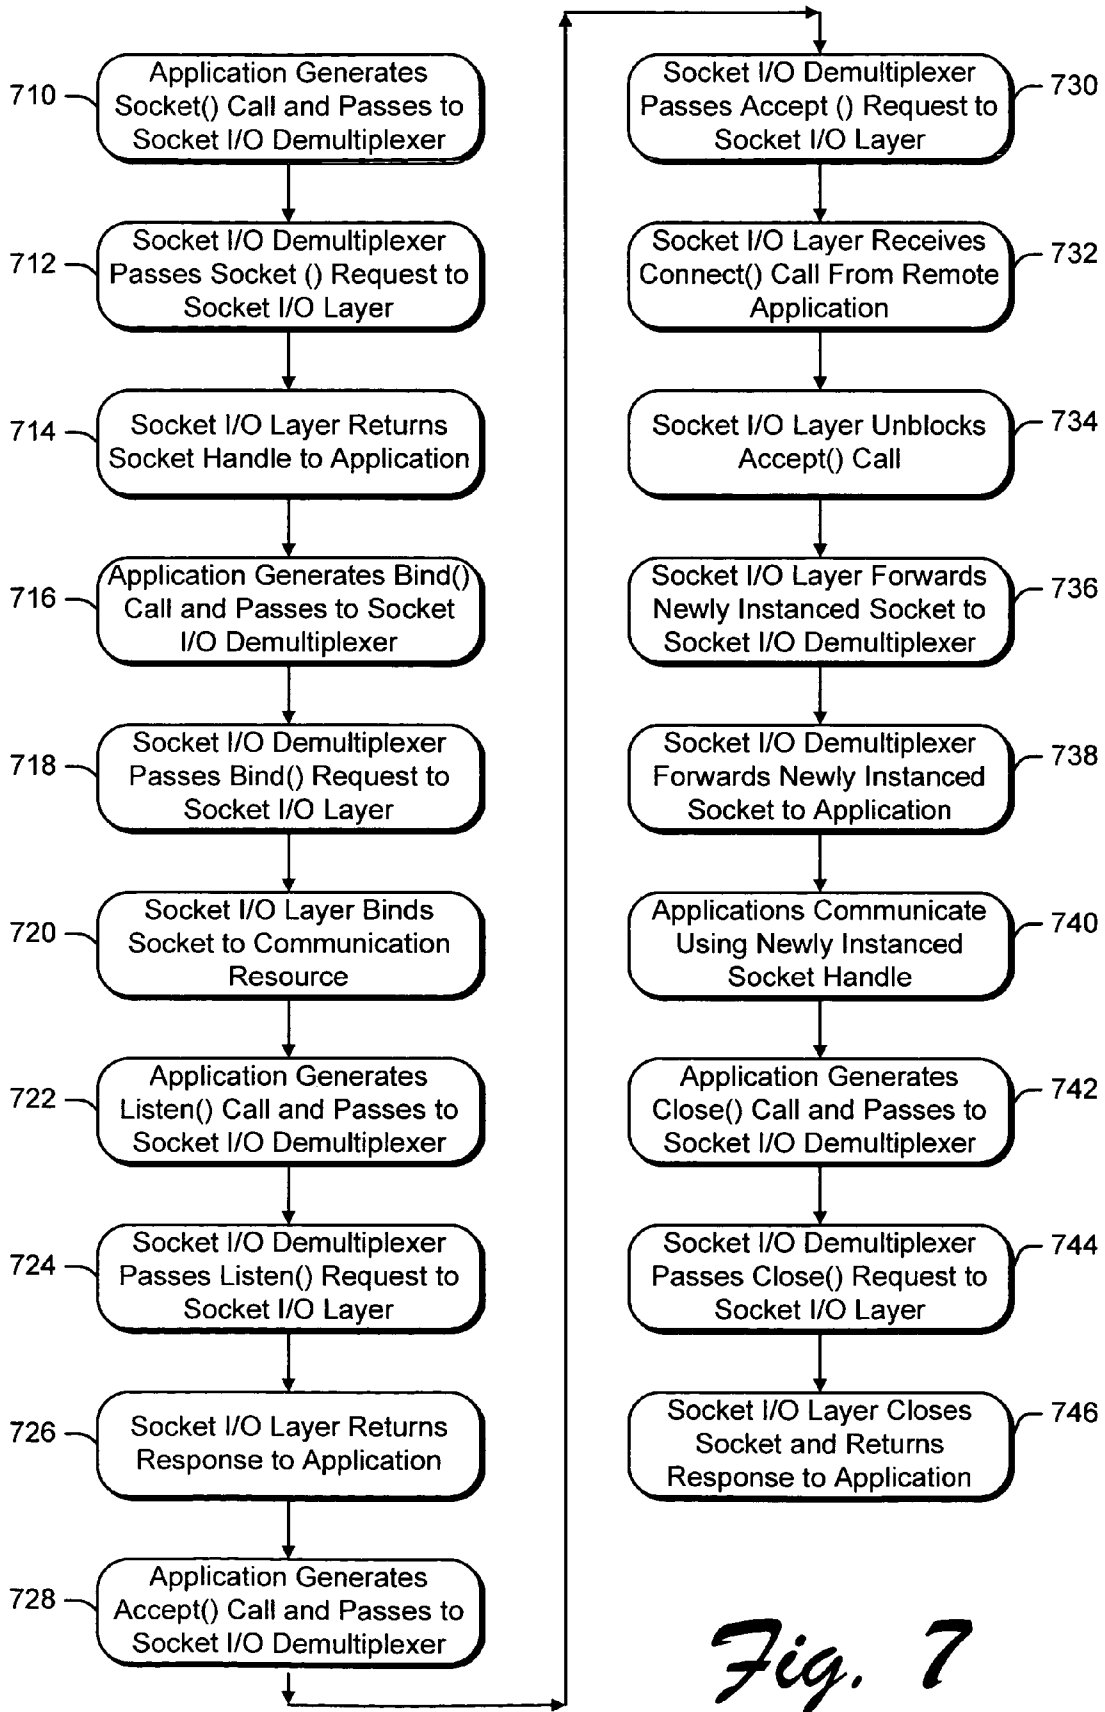 710
Application Generates
Socket() Call and Passes to
Socket I/O Demultiplexer
712
Socket I/O Demultiplexer
Passes Socket () Request to
Socket I/O Layer
714
Socket I/O Layer Returns
Socket Handle to Application
716
Application Generates Bind()
Call and Passes to Socket
I/O Demultiplexer
718
Socket I/O Demultiplexer
Passes Bind() Request to
Socket I/O Layer
720
Socket I/O Layer Binds
Socket to Communication
Resource
722
Application Generates
Listen() Call and Passes to
Socket I/O Demultiplexer
724
Socket I/O Demultiplexer
Passes Listen() Request to
Socket I/O Layer
726
Socket I/O Layer Returns
Response to Application
728
Application Generates
Accept() Call and Passes to
Socket I/O Demultiplexer
Socket I/O Demultiplexer
Passes Accept () Request to
Socket I/O Layer
730
Socket I/O Layer Receives
Connect() Call From Remote
Application
732
Socket I/O Layer Unblocks
Accept() Call
734
Socket I/O Layer Forwards
Newly Instanced Socket to
Socket I/O Demultiplexer
736
Socket I/O Demultiplexer
Forwards Newly Instanced
Socket to Application
738
Applications Communicate
Using Newly Instanced
Socket Handle
740
Application Generates
Close() Call and Passes to
Socket I/O Demultiplexer
742
Socket I/O Demultiplexer
Passes Close() Request to
Socket I/O Layer
744
Socket I/O Layer Closes
Socket and Returns
Response to Application
746
Fig. 7